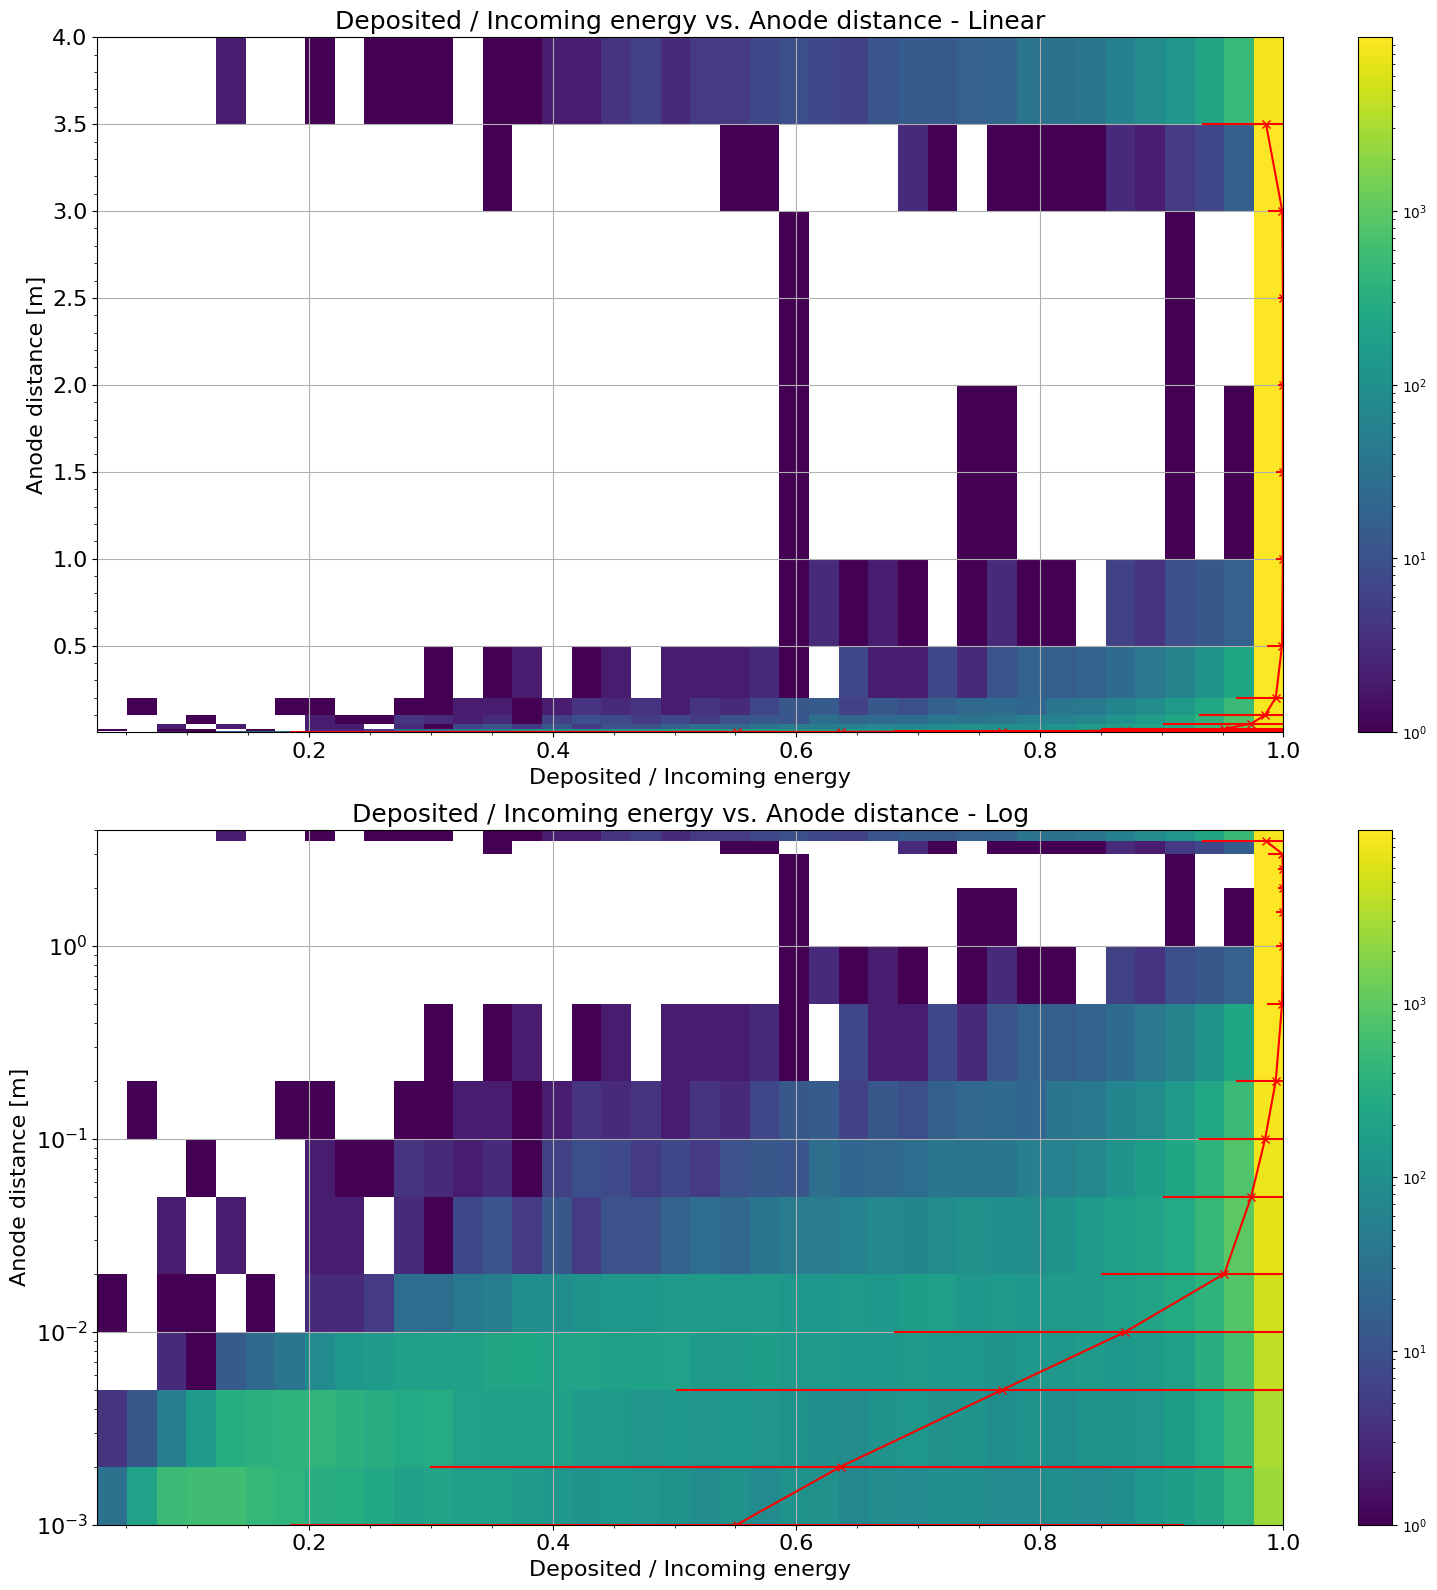 Deposited / Incoming energy vs. Anode distance - Linear
Anode distance [m]
4.0
3.5
3.0
2.5
2.0
1.5
1.0
0.5
0.2 0.4 0.6 0.8 1.0
Deposited / Incoming energy
10³
10²
10¹
10⁰
Deposited / Incoming energy vs. Anode distance - Log
Anode distance [m]
10⁰
10⁻¹
10⁻²
10⁻³
0.2 0.4 0.6 0.8 1.0
Deposited / Incoming energy
10³
10²
10¹
10⁰